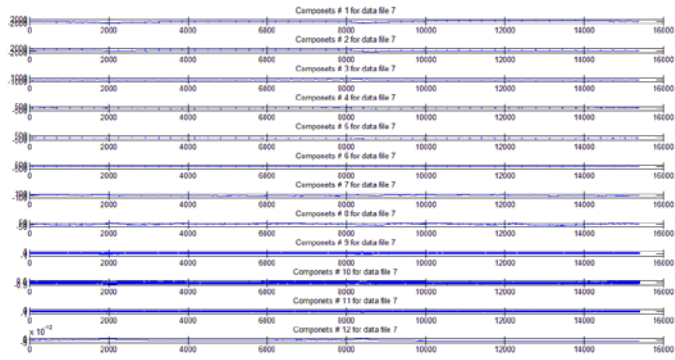 Componets # 1 for data file 7
0 2000 4000 6000 8000 10000 12000 14000 16000
Componets # 2 for data file 7
0 2000 4000 6000 8000 10000 12000 14000 16000
Componets # 3 for data file 7
0 2000 4000 6000 8000 10000 12000 14000 16000
Componets # 4 for data file 7
0 2000 4000 6000 8000 10000 12000 14000 16000
Componets # 5 for data file 7
0 2000 4000 6000 8000 10000 12000 14000 16000
Componets # 6 for data file 7
0 2000 4000 6000 8000 10000 12000 14000 16000
Componets # 7 for data file 7
0 2000 4000 6000 8000 10000 12000 14000 16000
Componets # 8 for data file 7
0 2000 4000 6000 8000 10000 12000 14000 16000
Componets # 9 for data file 7
0 2000 4000 6000 8000 10000 12000 14000 16000
Componets # 10 for data file 7
0 2000 4000 6000 8000 10000 12000 14000 16000
Componets # 11 for data file 7
0 2000 4000 6000 8000 10000 12000 14000 16000
Componets # 12 for data file 7
0 2000 4000 6000 8000 10000 12000 14000 16000